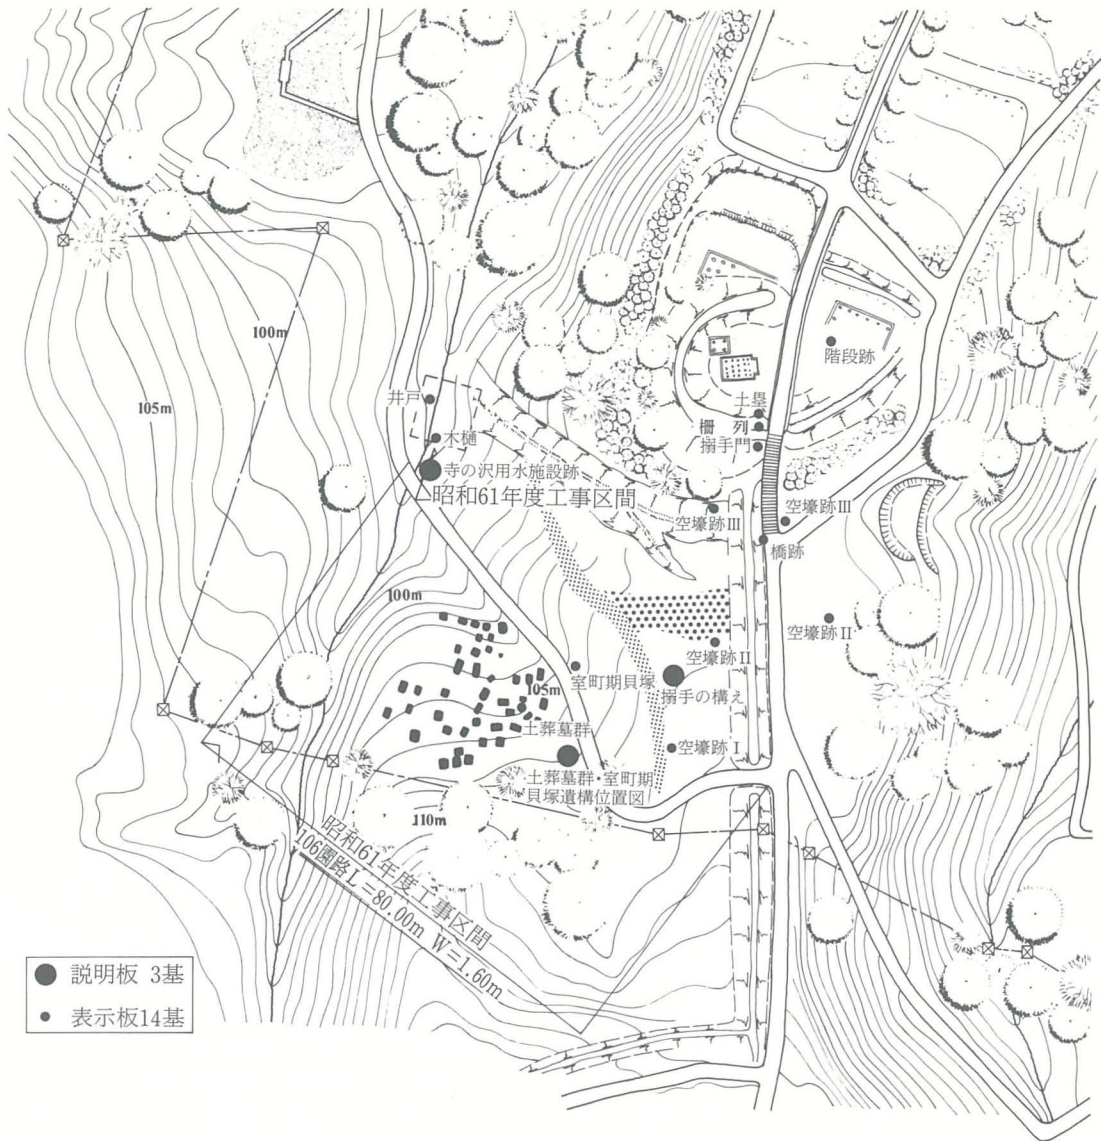 100m
105m
階段跡
井戸
土塁
柵 列
搦手門
木樋
寺の沢用水施設跡
昭和61年度工事区間
空壕跡Ⅲ
空壕跡Ⅲ
橋跡
100m
空壕跡Ⅱ
空壕跡Ⅱ
室町期貝塚
105m
搦手の構え
土葬墓群
空壕跡Ⅰ
土葬墓群・室町期
貝塚遺構位置図
110m
昭和61年度工事区間
106園路L=80.00m W=1.60m
説明板 3基
表示板14基